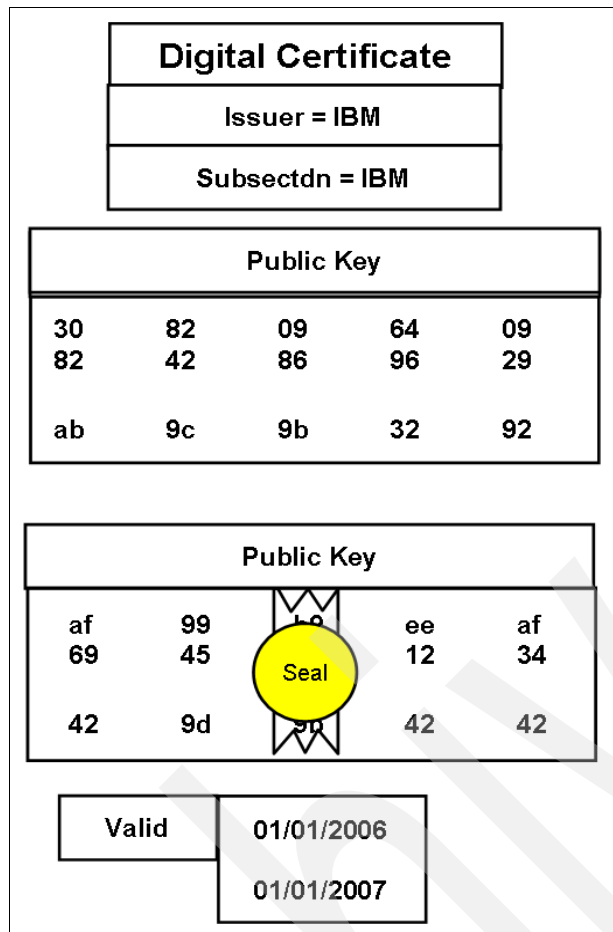 Digital Certificate
Issuer = IBM
Subsectdn = IBM
Public Key
30 82 09 64 09
82 42 86 96 29
ab 9c 9b 32 92
Public Key
af 99 ee af
69 45 Seal 12 34
42 9d 9b 42 42
Valid 01/01/2006
01/01/2007